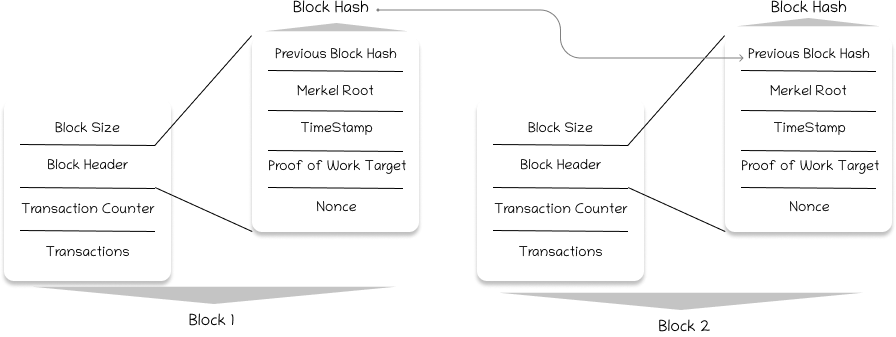 Block Hash
Previous Block Hash
Merkel Root
TimeStamp
Proof of Work Target
Nonce
Block Size
Block Header
Transaction Counter
Transactions
Block 1
Block Hash
Previous Block Hash
Merkel Root
TimeStamp
Proof of Work Target
Nonce
Block Size
Block Header
Transaction Counter
Transactions
Block 2